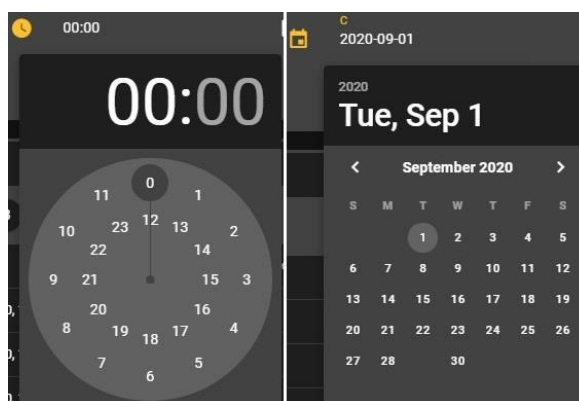 00:00
00:00
0
11 1
10 23 12 13 2
22 14
9 21 15 3
20 16
8 19 18 17 4
7 5
6
C
2020-09-01
2020
Tue, Sep 1
September 2020
S M T W T F S
1 2 3 4 5
6 7 8 9 10 11 12
13 14 15 16 17 18 19
20 21 22 23 24 25 26
27 28 30